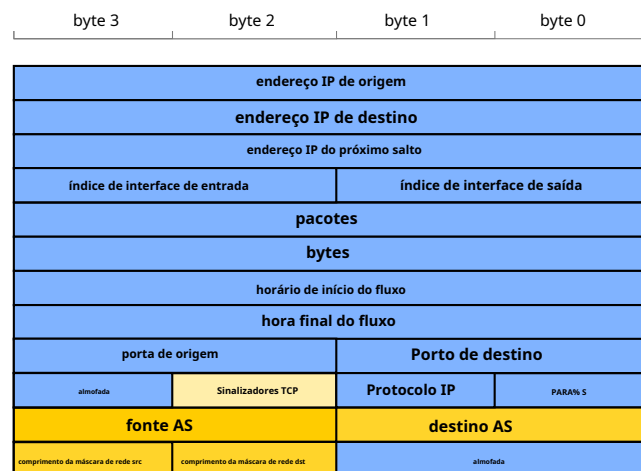 byte 3 byte 2 byte 1 byte 0
endereço IP de origem
endereço IP de destino
endereço IP do próximo salto
índice de interface de entrada índice de interface de saída
pacotes
bytes
horário de início do fluxo
hora final do fluxo
porta de origem Porto de destino
almofada Sinalizadores TCP Protocolo IP PARA% S
fonte AS destino AS
comprimento da máscara de rede src comprimento da máscara de rede dst almofada